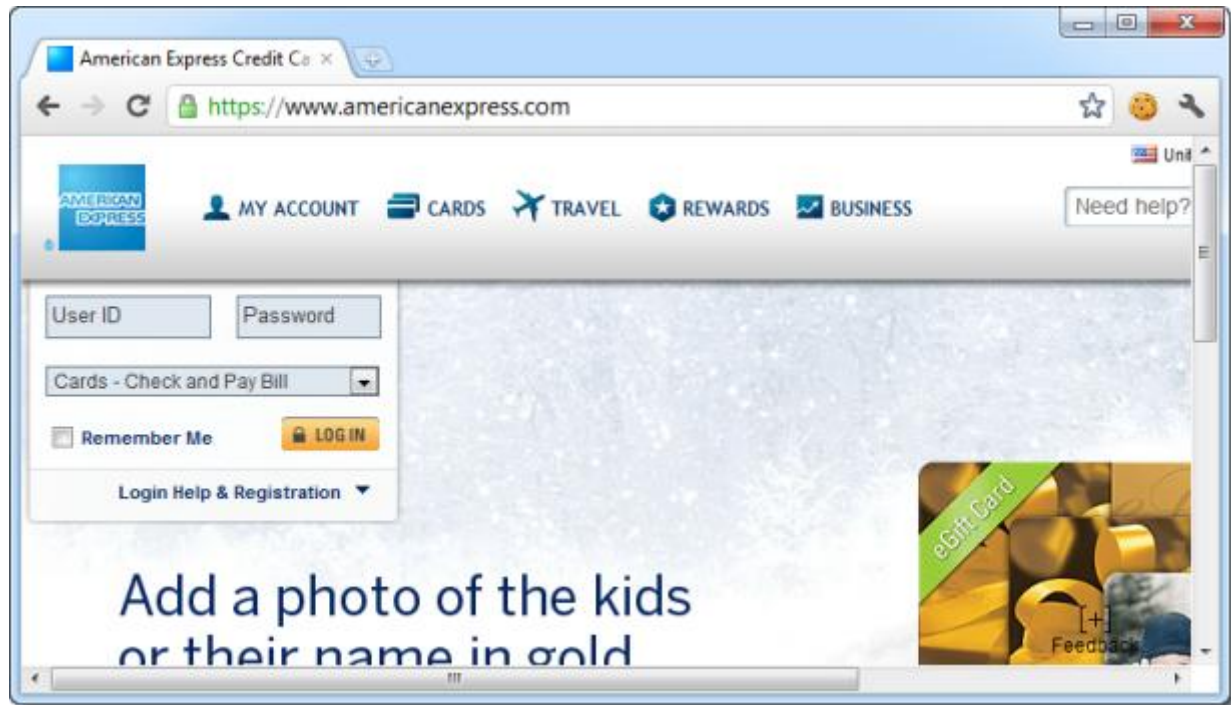 American Express Credit Ca
https://www.americanexpress.com
Unit
AMERICAN
EXPRESS
MY ACCOUNT CARDS TRAVEL REWARDS BUSINESS
Need help?
User ID Password
Cards - Check and Pay Bill
Remember Me LOG IN
Login Help & Registration
eGift Card
Add a photo of the kids
or their name in gold
[+]
Feedback